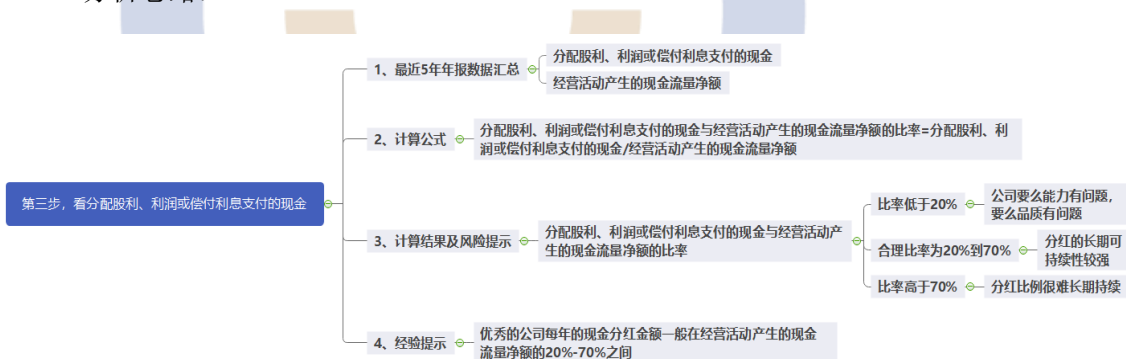 第三步，看分配股利、利润或偿付利息支付的现金
1、最近5年年报数据汇总
分配股利、利润或偿付利息支付的现金
经营活动产生的现金流量净额
2、计算公式
分配股利、利润或偿付利息支付的现金与经营活动产生的现金流量净额的比率=分配股利、利
润或偿付利息支付的现金/经营活动产生的现金流量净额
3、计算结果及风险提示
分配股利、利润或偿付利息支付的现金与经营活动产
生的现金流量净额的比率
比率低于20%
公司要么能力有问题，
要么品质有问题
合理比率为20%到70%
分红的长期可
持续性较强
比率高于70%
分红比例很难长期持续
4、经验提示
优秀的公司每年的现金分红金额一般在经营活动产生的现金
流量净额的20%-70%之间